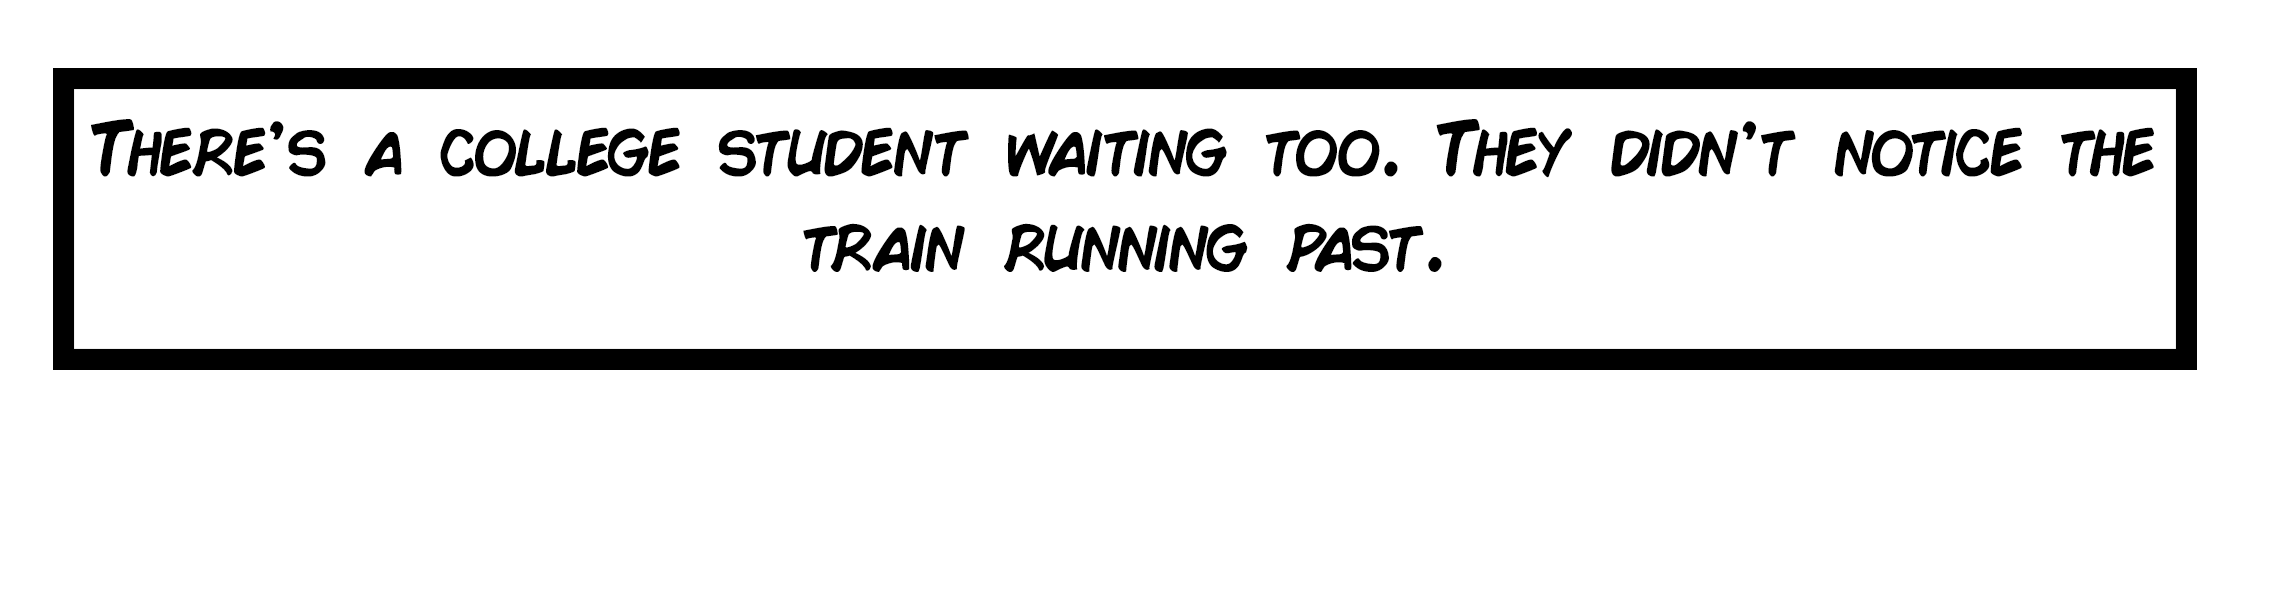 There's a college student waiting too. They didn't notice the
train running past.